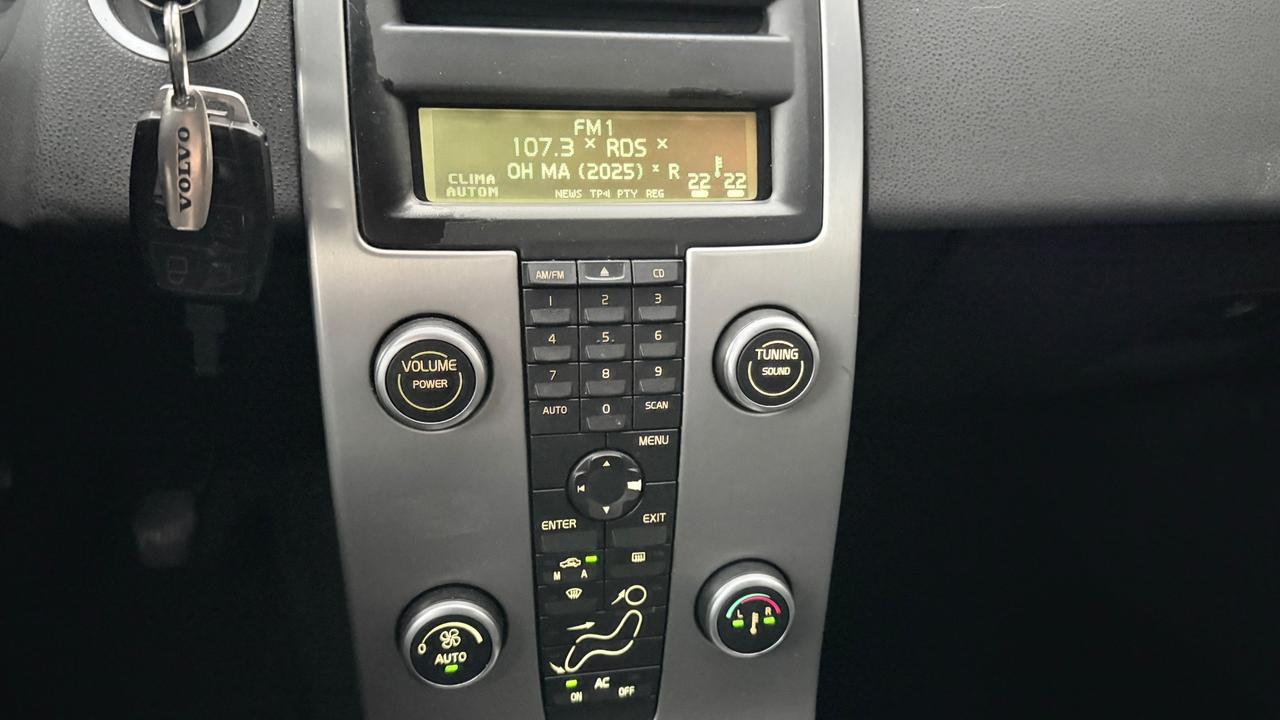 VOLVO
FM1
107.3 × RDS ×
OH MA (2025) × R
CLIMA
AUTOM
22 22
NEWS TP PTY REG
AM/FM CD
1 2 3
4 5 6
7 8 9
AUTO 0 SCAN
VOLUME
POWER
TUNING
SOUND
MENU
ENTER EXIT
M A
0
AUTO
L R
AC
ON OFF